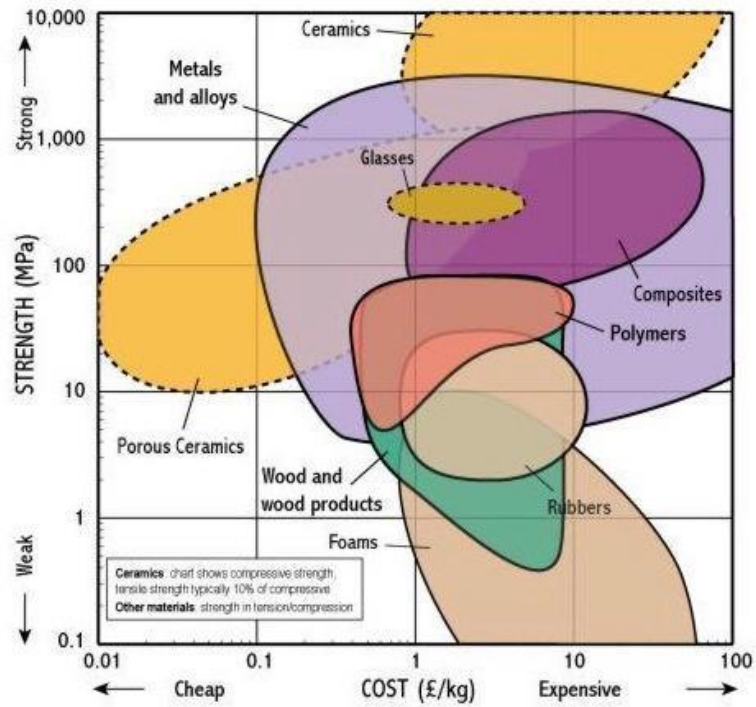 10,000
Ceramics
Metals
and alloys
Strong
1,000
Glasses
STRENGTH (MPa)
100
Composites
Polymers
10
Porous Ceramics
Wood and
wood products
Rubbers
1
Foams
Weak
Ceramics: chart shows compressive strength,
tensile strength typically 10% of compressive
Other materials: strength in tension/compression
0.1
0.01 0.1 1 10 100
Cheap COST (£/kg) Expensive